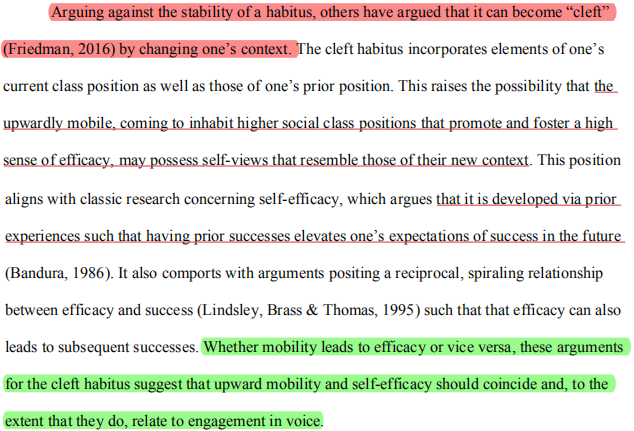 Arguing against the stability of a habitus, others have argued that it can become “cleft”
(Friedman, 2016) by changing one’s context. The cleft habitus incorporates elements of one’s
current class position as well as those of one’s prior position. This raises the possibility that the
upwardly mobile, coming to inhabit higher social class positions that promote and foster a high
sense of efficacy, may possess self-views that resemble those of their new context. This position
aligns with classic research concerning self-efficacy, which argues that it is developed via prior
experiences such that having prior successes elevates one’s expectations of success in the future
(Bandura, 1986). It also comports with arguments positing a reciprocal, spiraling relationship
between efficacy and success (Lindsley, Brass & Thomas, 1995) such that that efficacy can also
leads to subsequent successes. Whether mobility leads to efficacy or vice versa, these arguments
for the cleft habitus suggest that upward mobility and self-efficacy should coincide and, to the
extent that they do, relate to engagement in voice.